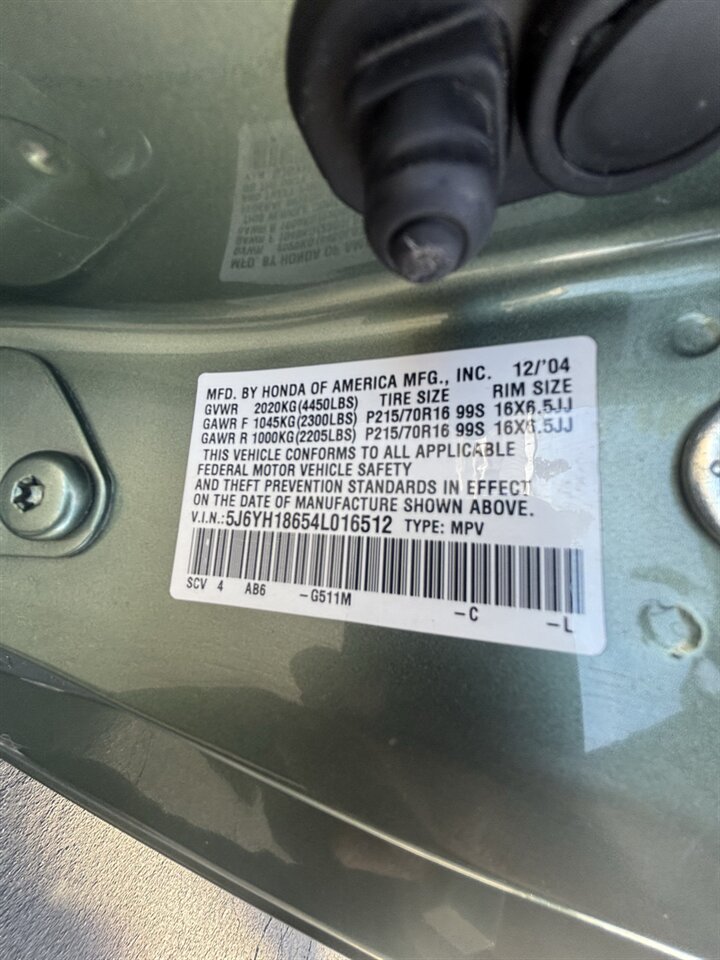 MFD. BY HONDA OF AMERICA MFG., INC. 12/'04
GVWR 2020KG(4450LBS) TIRE SIZE RIM SIZE
GAWR F 1045KG(2300LBS) P215/70R16 99S 16X6.5JJ
GAWR R 1000KG(2205LBS) P215/70R16 99S 16X6.5JJ
THIS VEHICLE CONFORMS TO ALL APPLICABLE
FEDERAL MOTOR VEHICLE SAFETY
AND THEFT PREVENTION STANDARDS IN EFFECT
ON THE DATE OF MANUFACTURE SHOWN ABOVE.
V.I.N.:5J6YH18654L016512 TYPE: MPV
SCV 4 AB6 –G511M –C –L